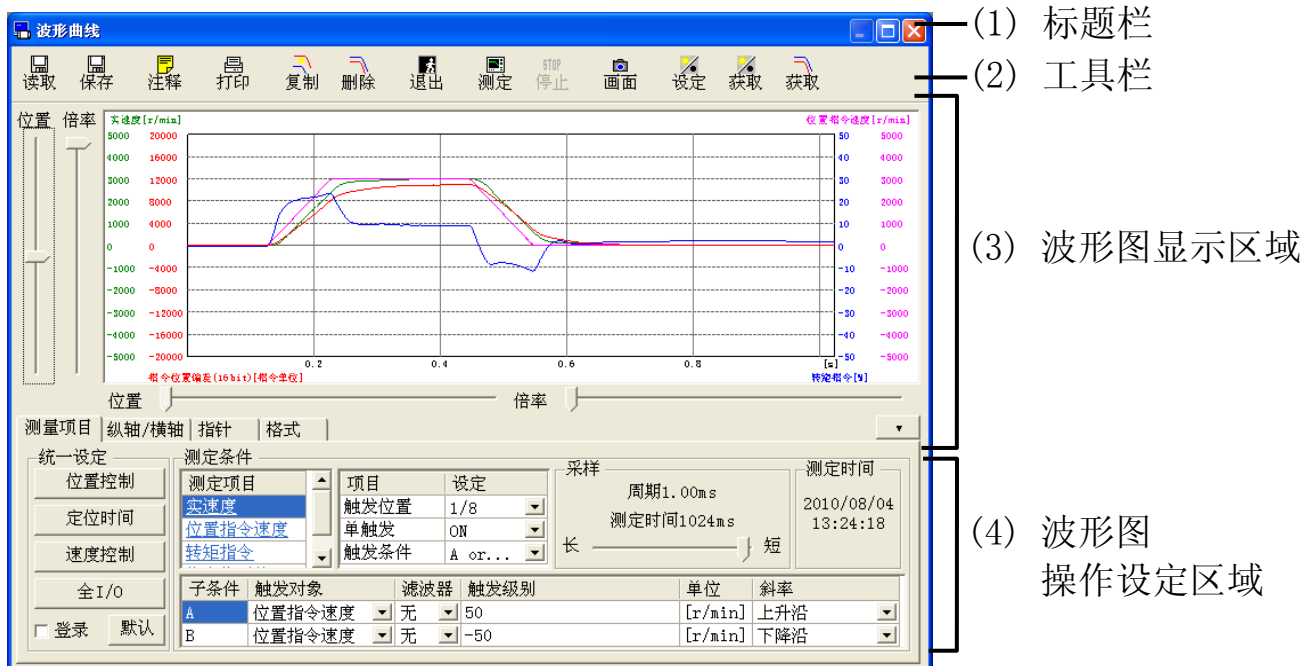 波形曲线
(1) 标题栏
读取 保存 注释 打印 复制 删除 退出 测定 STOP 停止 画面 设定 获取 获取
(2) 工具栏
位置 倍率
实速度[r/min] 位置指令速度[r/min]
5000 20000 50 5000
4000 16000 40 4000
3000 12000 30 3000
2000 8000 20 2000
1000 4000 10 1000
0 0 0 0
-1000 -4000 -10 -1000
-2000 -8000 -20 -2000
-3000 -12000 -30 -3000
-4000 -16000 -40 -4000
-5000 -20000 0.2 0.4 0.6 0.8 [s] -50 -5000
指令位置偏差(16bit)[指令单位] 转矩指令[%]
(3) 波形图显示区域
位置 倍率
测量项目 纵轴/横轴 指针 格式
统一设定 测定条件 采样 测定时间
位置控制
定位时间
速度控制
全I/O
登录 默认
测定项目
实速度
位置指令速度
转矩指令
项目 设定
触发位置 1/8
单触发 ON
触发条件 A or...
周期1.00ms
测定时间1024ms
长 短
2010/08/04
13:24:18
子条件 触发对象 滤波器 触发级别 单位 斜率
A 位置指令速度 无 50 [r/min] 上升沿
B 位置指令速度 无 -50 [r/min] 下降沿
(4) 波形图
操作设定区域